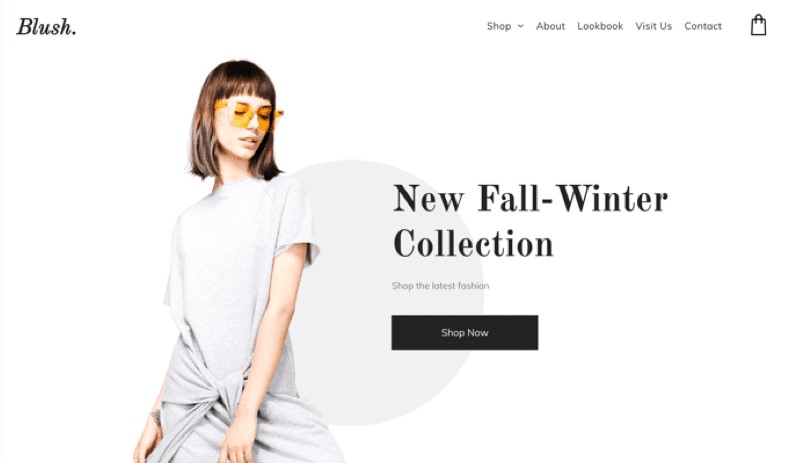 Blush.
Shop About Lookbook Visit Us Contact
New Fall-Winter
Collection
Shop the latest fashion
Shop Now